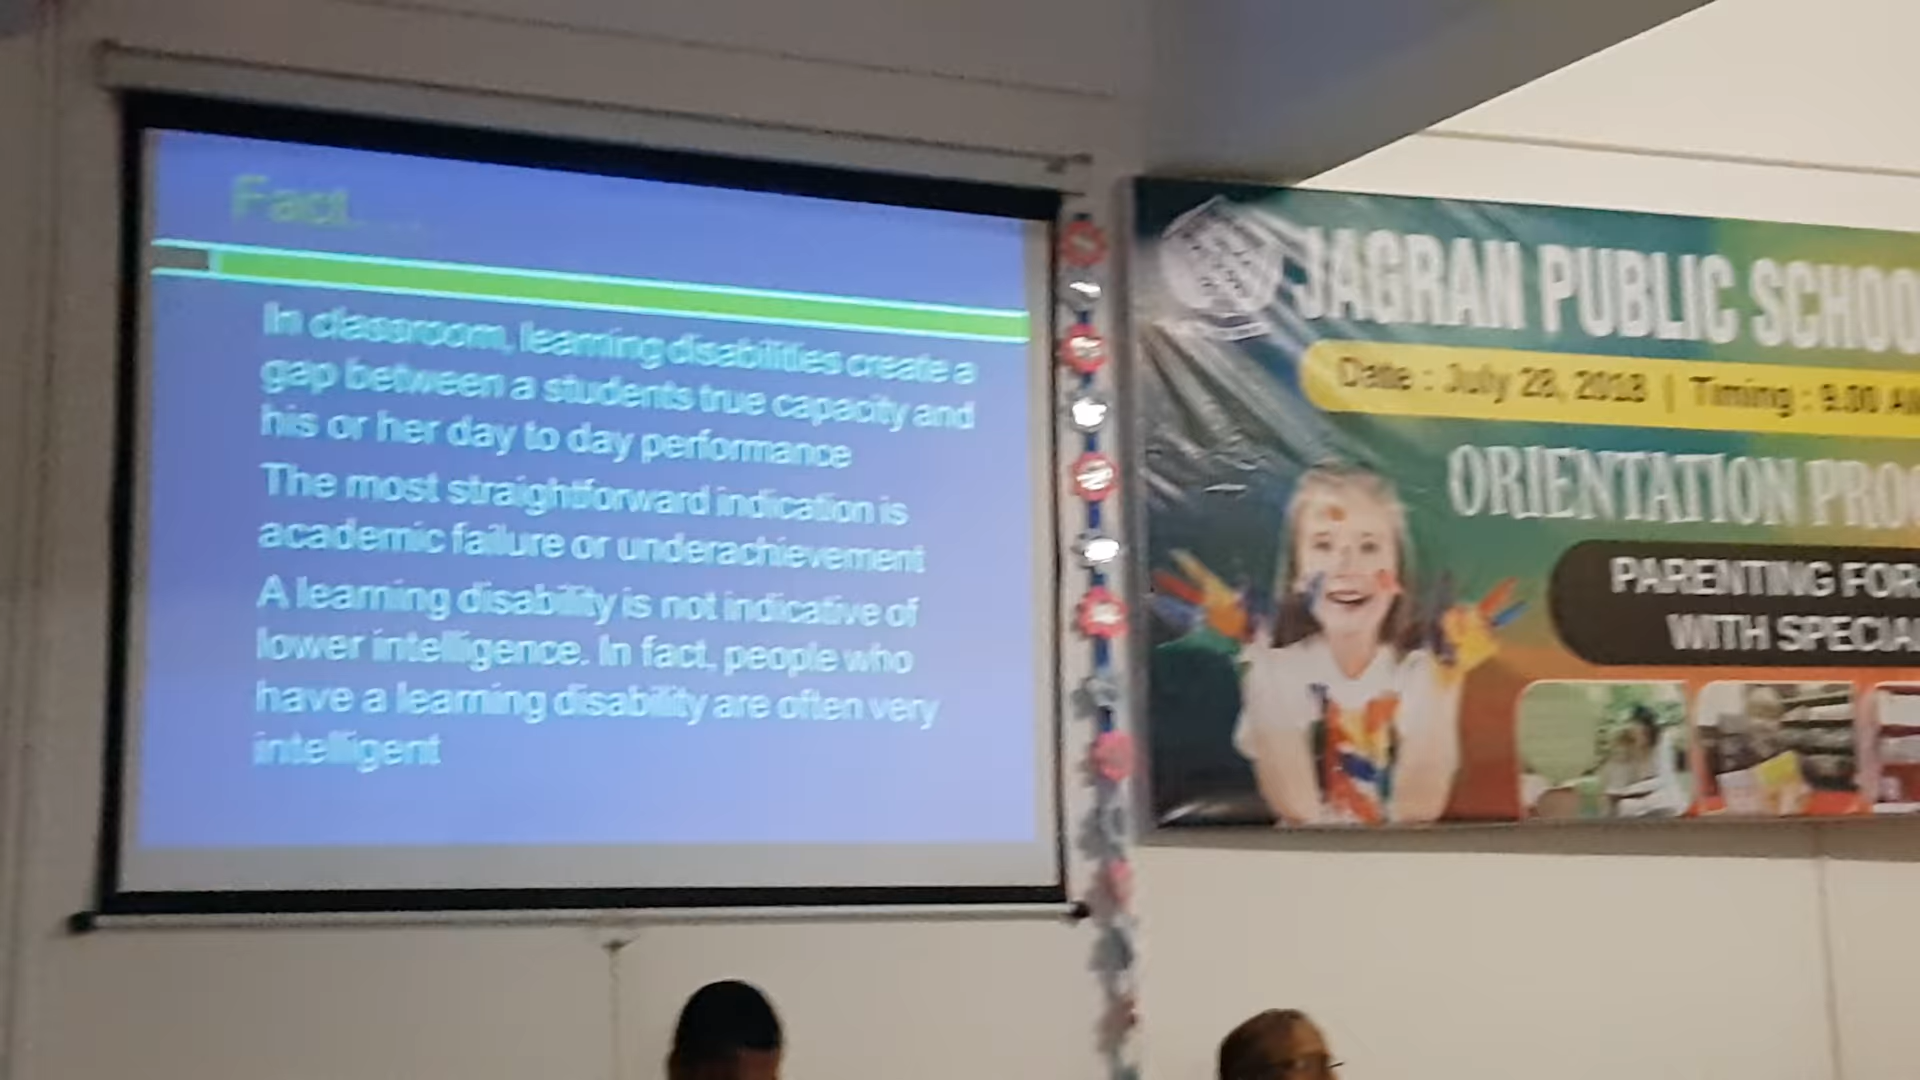 Fact....
In classroom, learning disabilities create a
gap between a students true capacity and
his or her day to day performance
The most straightforward indication is
academic failure or underachievement
A learning disability is not indicative of
lower intelligence. In fact, people who
have a learning disability are often very
intelligent
JAGRAN PUBLIC SCHOO
Date : July 28, 2018 | Timing : 9.00 AM
ORIENTATION PROG
PARENTING FOR
WITH SPECIAL